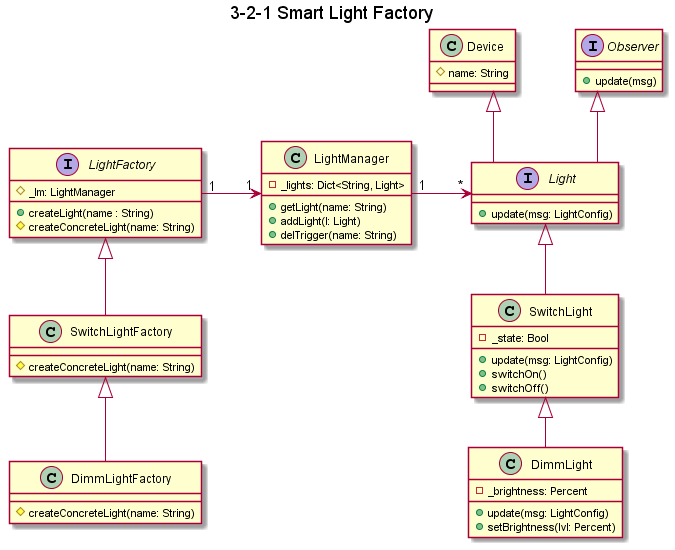 3-2-1 Smart Light Factory
C Device
name: String
I Observer
update(msg)
I LightFactory
_lm: LightManager
createLight(name : String)
createConcreteLight(name: String)
1
1
C LightManager
_lights: Dict<String, Light>
getLight(name: String)
addLight(l: Light)
delTrigger(name: String)
1
*
I Light
update(msg: LightConfig)
C SwitchLightFactory
createConcreteLight(name: String)
C SwitchLight
_state: Bool
update(msg: LightConfig)
switchOn()
switchOff()
C DimmLightFactory
createConcreteLight(name: String)
C DimmLight
_brightness: Percent
update(msg: LightConfig)
setBrightness(lvl: Percent)